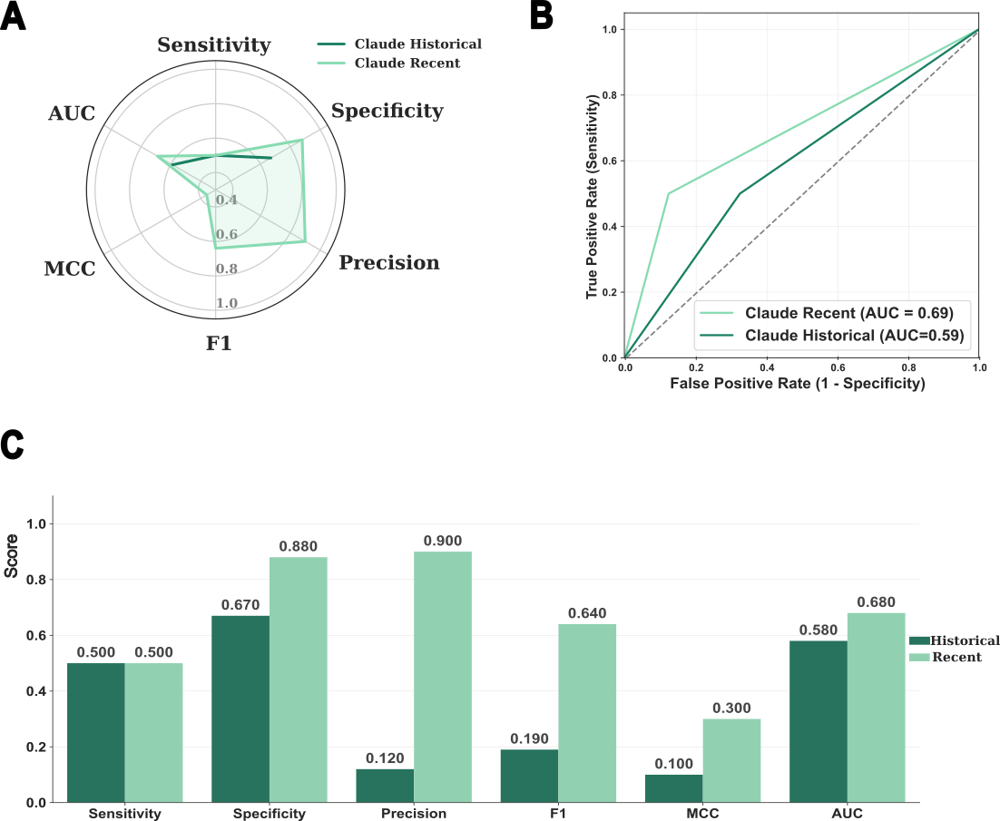 A
Sensitivity
Claude Historical
Claude Recent
AUC
Specificity
0.4
0.6
0.8
1.0
MCC
Precision
F1
B
True Positive Rate (Sensitivity)
1.0
0.8
0.6
0.4
0.2
0.0
Claude Recent (AUC = 0.69)
Claude Historical (AUC=0.59)
0.0 0.2 0.4 0.6 0.8 1.0
False Positive Rate (1 - Specificity)
C
Score
1.0
0.8
0.6
0.4
0.2
0.0
0.500 0.500
0.670 0.880
0.120 0.900
0.190 0.640
0.100 0.300
0.580 0.680
Historical
Recent
Sensitivity Specificity Precision F1 MCC AUC